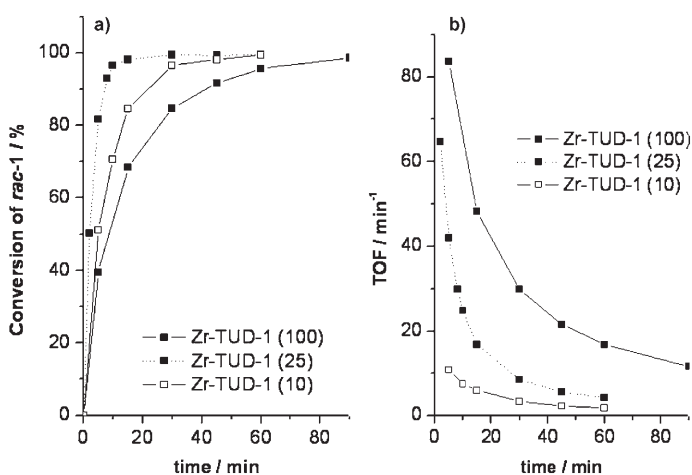 a)
Conversion of rac-1 / %
100
80
60
40
20
0
Zr-TUD-1 (100)
Zr-TUD-1 (25)
Zr-TUD-1 (10)
0 20 40 60 80
time / min
b)
TOF / min-1
80
60
40
20
0
Zr-TUD-1 (100)
Zr-TUD-1 (25)
Zr-TUD-1 (10)
0 20 40 60 80
time / min